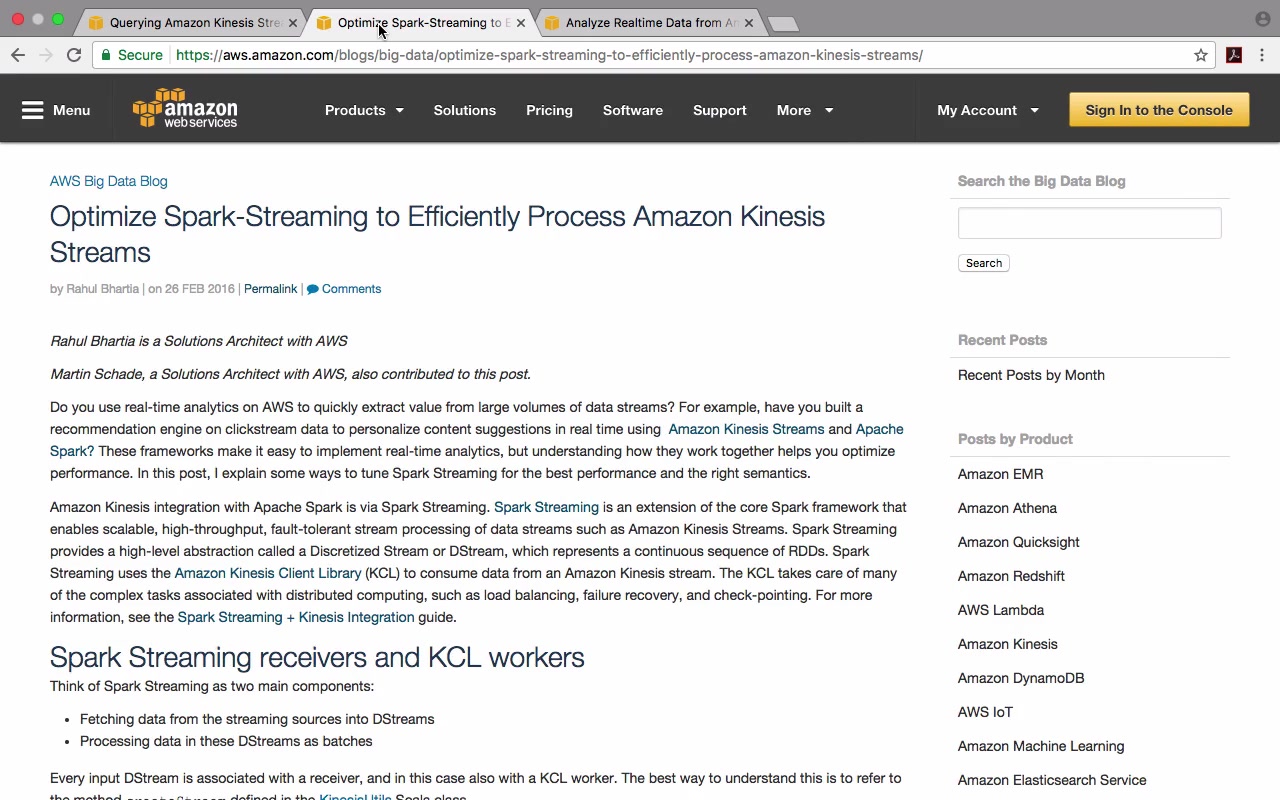 Querying Amazon Kinesis Stre
Optimize Spark-Streaming to E
Analyze Realtime Data from Am
Secure
https://aws.amazon.com/blogs/big-data/optimize-spark-streaming-to-efficiently-process-amazon-kinesis-streams/
Menu
amazon
web services
Products
Solutions
Pricing
Software
Support
More
My Account
Sign In to the Console
AWS Big Data Blog
Optimize Spark-Streaming to Efficiently Process Amazon Kinesis
Streams
by Rahul Bhartia | on 26 FEB 2016 | Permalink | Comments
Rahul Bhartia is a Solutions Architect with AWS
Martin Schade, a Solutions Architect with AWS, also contributed to this post.
Do you use real-time analytics on AWS to quickly extract value from large volumes of data streams? For example, have you built a
recommendation engine on clickstream data to personalize content suggestions in real time using Amazon Kinesis Streams and Apache
Spark? These frameworks make it easy to implement real-time analytics, but understanding how they work together helps you optimize
performance. In this post, I explain some ways to tune Spark Streaming for the best performance and the right semantics.
Amazon Kinesis integration with Apache Spark is via Spark Streaming. Spark Streaming is an extension of the core Spark framework that
enables scalable, high-throughput, fault-tolerant stream processing of data streams such as Amazon Kinesis Streams. Spark Streaming
provides a high-level abstraction called a Discretized Stream or DStream, which represents a continuous sequence of RDDs. Spark
Streaming uses the Amazon Kinesis Client Library (KCL) to consume data from an Amazon Kinesis stream. The KCL takes care of many
of the complex tasks associated with distributed computing, such as load balancing, failure recovery, and check-pointing. For more
information, see the Spark Streaming + Kinesis Integration guide.
Spark Streaming receivers and KCL workers
Think of Spark Streaming as two main components:
• Fetching data from the streaming sources into DStreams
• Processing data in these DStreams as batches
Every input DStream is associated with a receiver, and in this case also with a KCL worker. The best way to understand this is to refer to
the method createStream defined in the KinesisUtils Scala class.
Search the Big Data Blog
Search
Recent Posts
Recent Posts by Month
Posts by Product
Amazon EMR
Amazon Athena
Amazon Quicksight
Amazon Redshift
AWS Lambda
Amazon Kinesis
Amazon DynamoDB
AWS IoT
Amazon Machine Learning
Amazon Elasticsearch Service